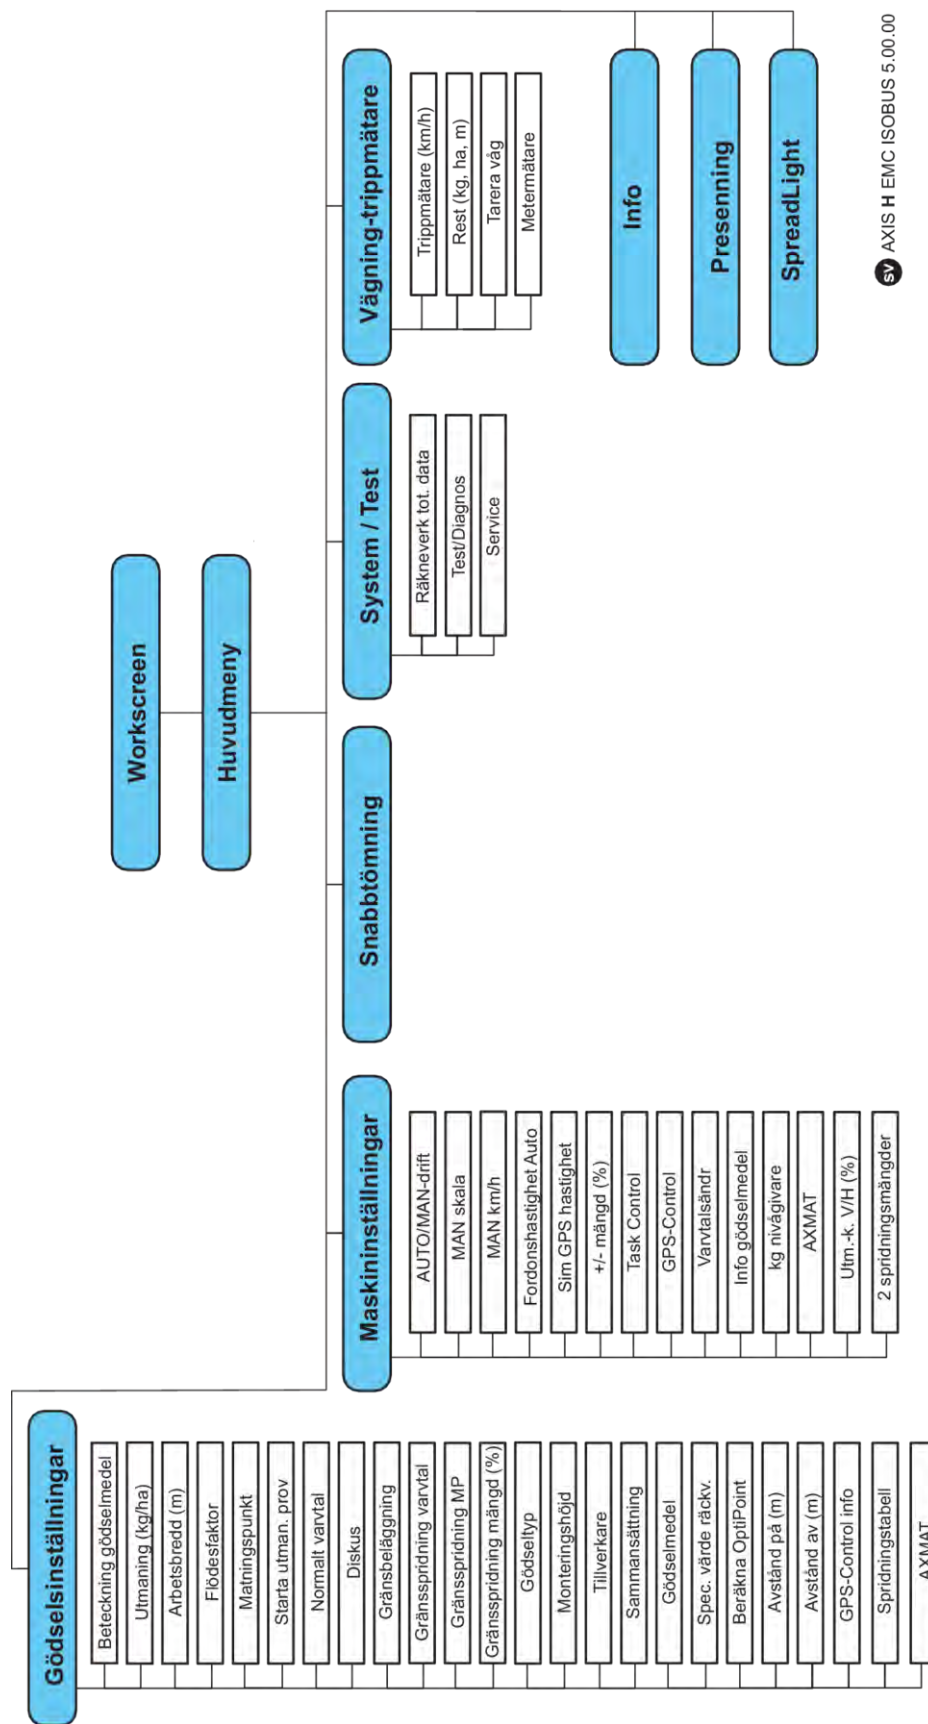 Workscreen
Huvudmeny
Gödselsinställningar
Beteckning gödselmedel
Utmaning (kg/ha)
Arbetsbredd (m)
Flödesfaktor
Matningspunkt
Starta utman. prov
Normalt varvtal
Diskus
Gränsbeläggning
Gränsspridning varvtal
Gränsspridning MP
Gränsspridning mängd (%)
Gödseltyp
Monteringshöjd
Tillverkare
Sammansättning
Gödselmedel
Spec. värde räckv.
Beräkna OptiPoint
Avstånd på (m)
Avstånd av (m)
GPS-Control info
Spridningstabell
AXMAT
Maskininställningar
AUTO/MAN-drift
MAN skala
MAN km/h
Fordonshastighet Auto
Sim GPS hastighet
+/- mängd (%)
Task Control
GPS-Control
Varvtalsändr
Info gödselmedel
kg nivågivare
AXMAT
Utm.-k. V/H (%)
2 spridningsmängder
Snabbtömning
System / Test
Räkneverk tot. data
Test/Diagnos
Service
Vägning-trippmätare
Trippmätare (km/h)
Rest (kg, ha, m)
Tarera våg
Metermätare
Info
Presenning
SpreadLight
sv AXIS H EMC ISOBUS 5.00.00